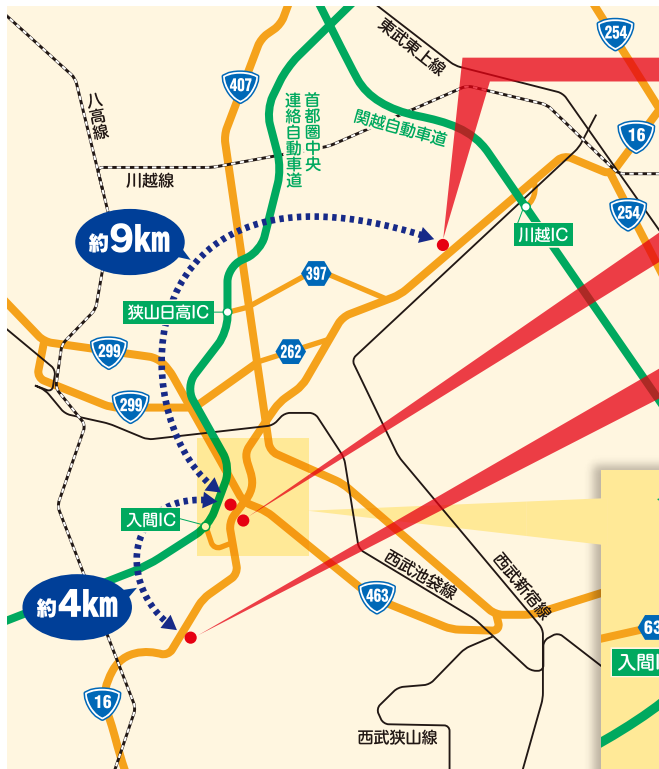 254
東武東上線
407
八高線
首都圏中央
連絡自動車道
関越自動車道
16
川越線
254
約9km
川越IC
397
狭山日高IC
299
262
299
入間IC
西武池袋線
西武新宿線
約4km
463
63
入間I
16
西武狭山線